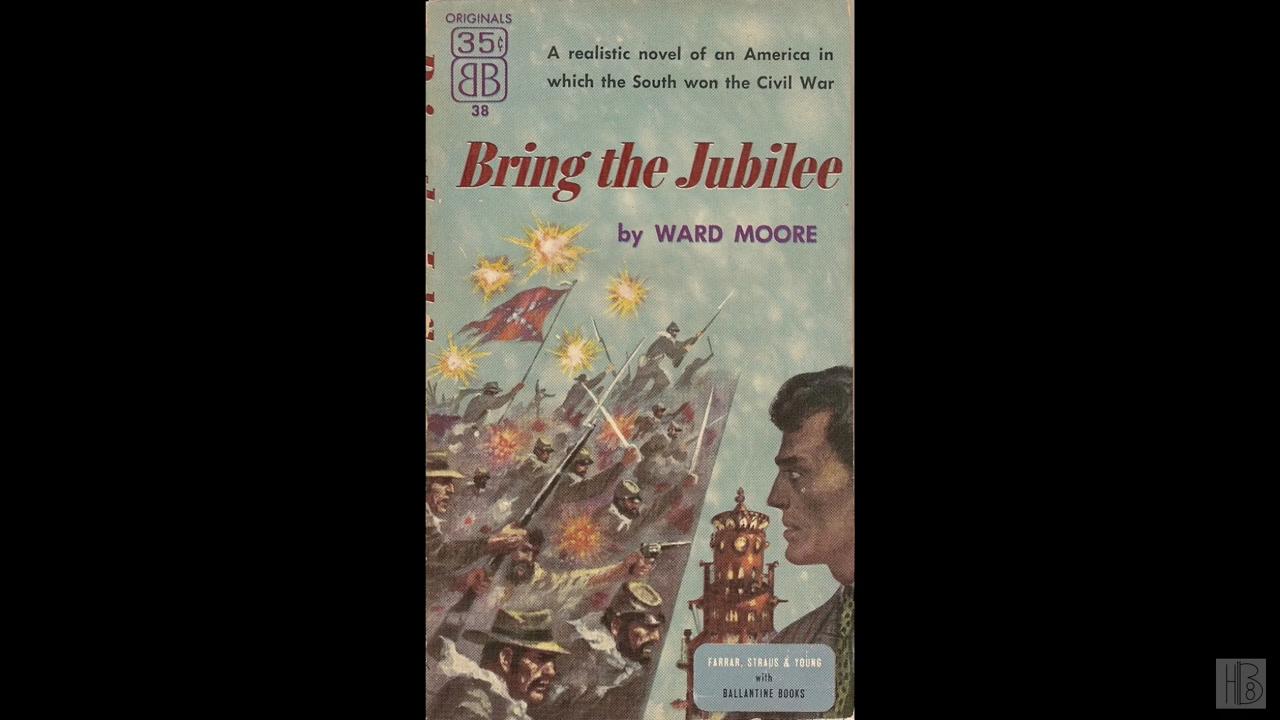 ORIGINALS
35¢
BB
38
A realistic novel of an America in
which the South won the Civil War
Bring the Jubilee
by WARD MOORE
FARRAR, STRAUS & YOUNG
with
BALLANTINE BOOKS
HB8